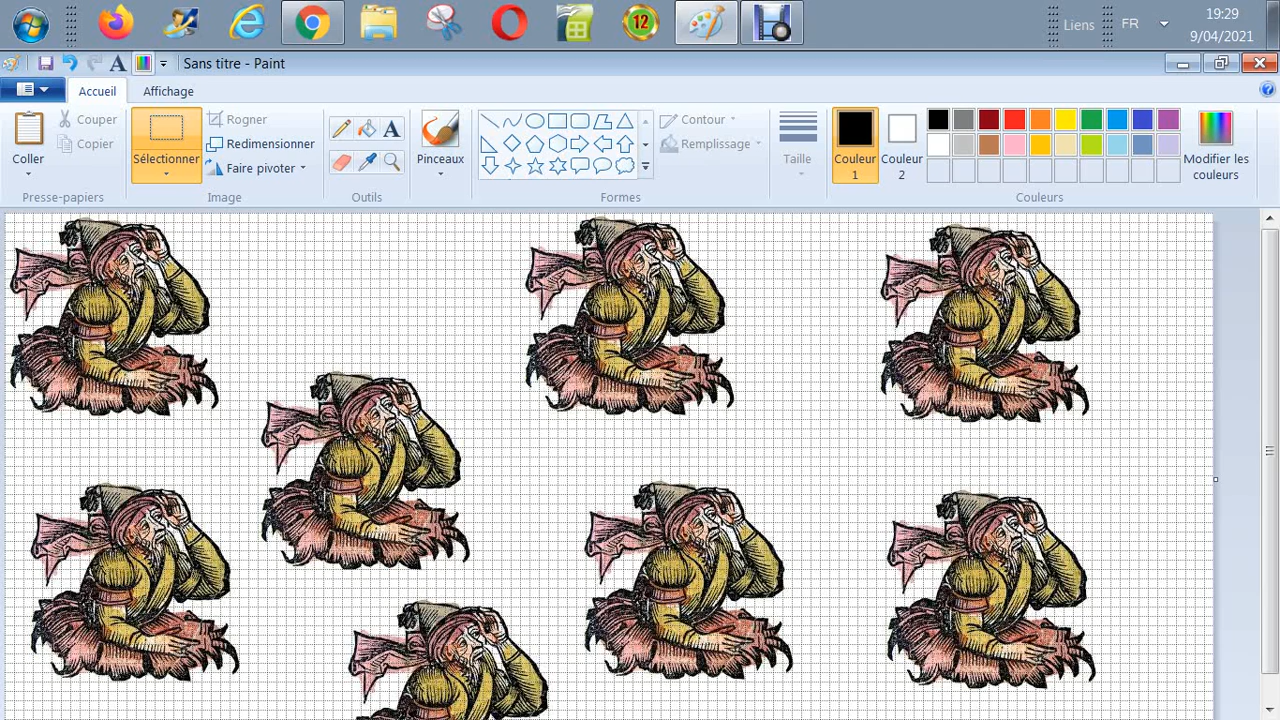 12
Liens
FR
19:29
9/04/2021
Sans titre - Paint
Accueil
Affichage
Coller
Couper
Copier
Presse-papiers
Sélectionner
Rogner
Redimensionner
Faire pivoter
Image
A
Outils
Pinceaux
Contour
Remplissage
Formes
Taille
Couleur
1
Couleur
2
Modifier les
couleurs
Couleurs